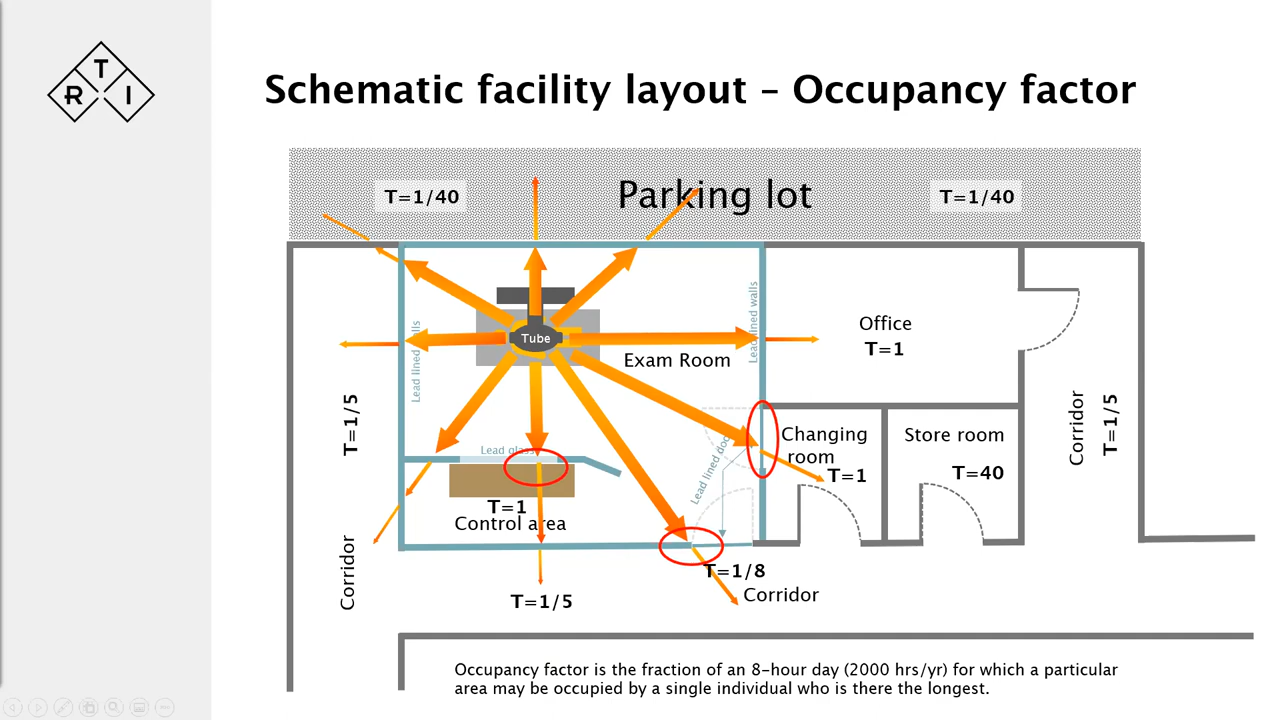 T
R I
Schematic facility layout – Occupancy factor
T=1/40
Parking lot
T=1/40
Lead lined walls
Tube
Lead lined walls
Exam Room
Office
T=1
T=1/5
Corridor
T=1/5
Changing
room
T=1
Store room
T=40
Lead glass
Lead lined door
T=1
Control area
Corridor
T=1/5
T=1/8
Corridor
Occupancy factor is the fraction of an 8-hour day (2000 hrs/yr) for which a particular
area may be occupied by a single individual who is there the longest.